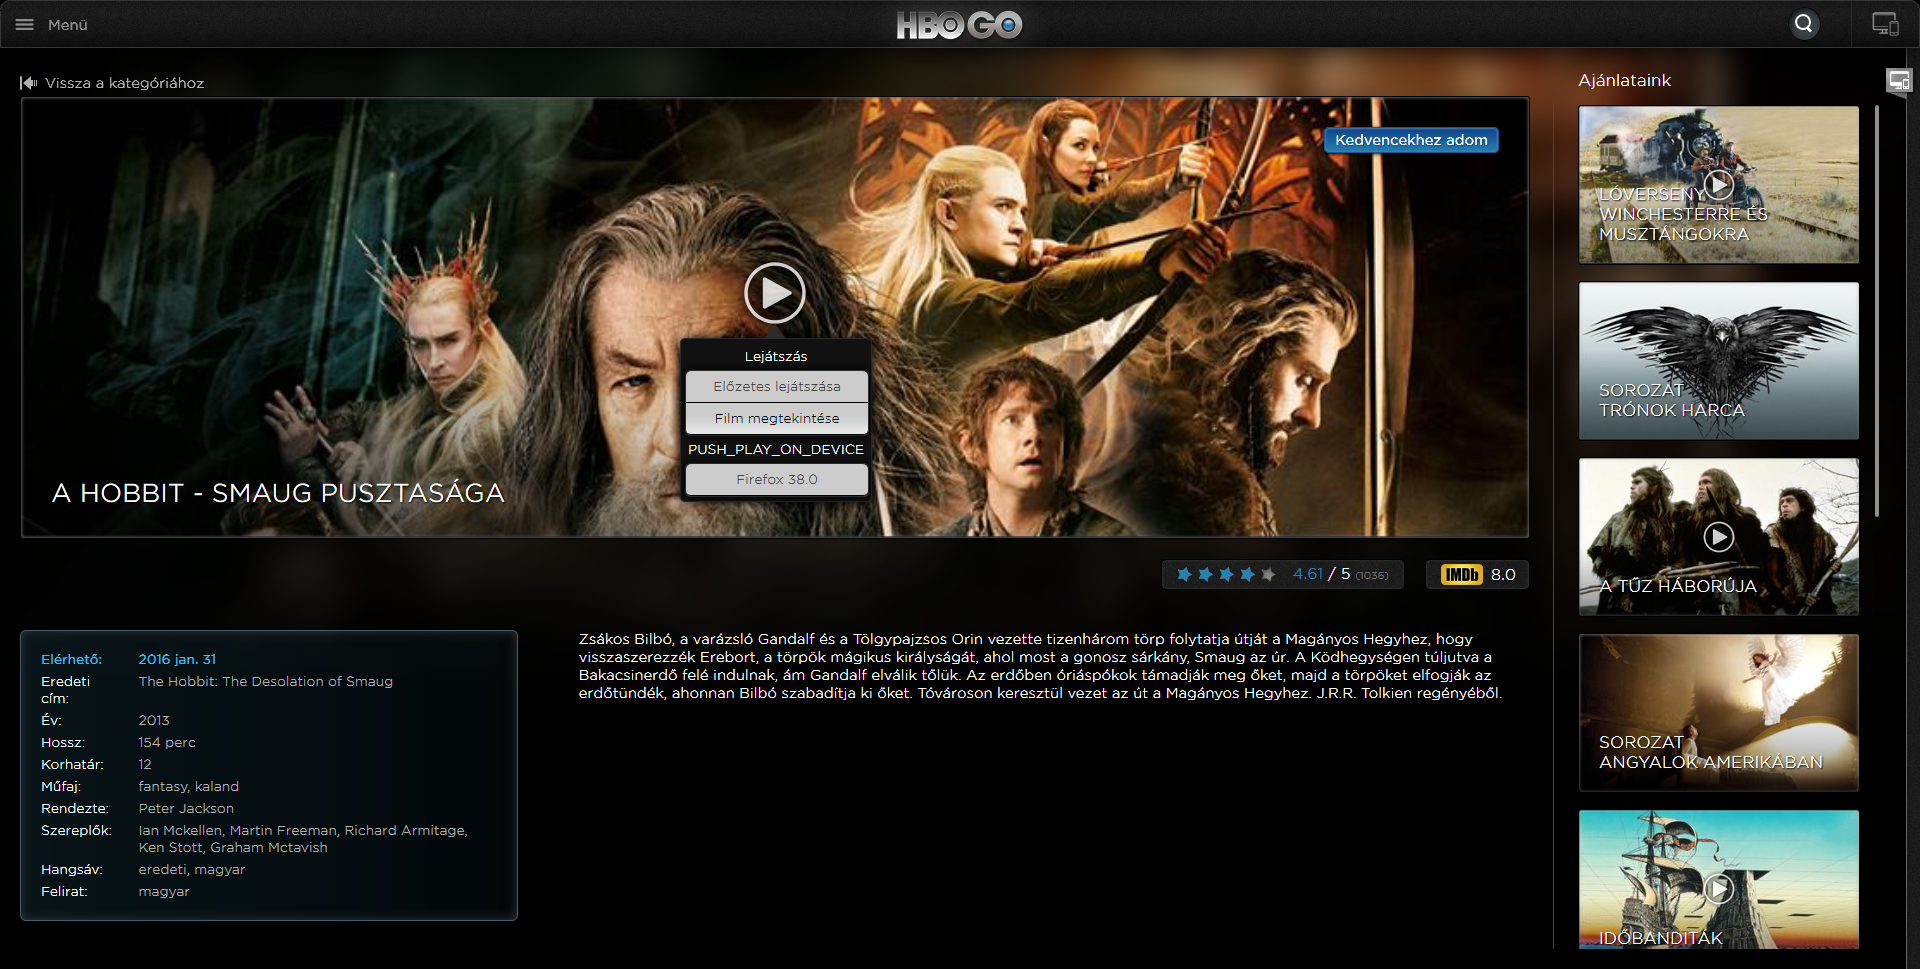 Menü
HBO GO
Vissza a kategóriához
Kedvencekhez adom
Lejátszás
Előzetes lejátszása
Film megtekintése
PUSH_PLAY_ON_DEVICE
Firefox 38.0
A HOBBIT - SMAUG PUSZTASÁGA
4.61 / 5 (1036)
IMDb 8.0
Elérhető: 2016 jan. 31
Eredeti cím: The Hobbit: The Desolation of Smaug
Év: 2013
Hossz: 154 perc
Korhatár: 12
Műfaj: fantasy, kaland
Rendezte: Peter Jackson
Szereplők: Ian Mckellen, Martin Freeman, Richard Armitage,
Ken Stott, Graham Mctavish
Hangsáv: eredeti, magyar
Felirat: magyar
Zsákos Bilbó, a varázsló Gandalf és a Tölgypajzsos Orin vezette tizenhárom törp folytatja útját a Magányos Hegyhez, hogy
visszaszerezzék Erebort, a törpök mágikus királyságát, ahol most a gonosz sárkány, Smaug az úr. A Ködhegységen túljutva a
Bakacsinerdő felé indulnak, ám Gandalf elválik tőlük. Az erdőben óriáspókok támadják meg őket, majd a törpöket elfogják az
erdőtündék, ahonnan Bilbó szabadítja ki őket. Tóvároson keresztül vezet az út a Magányos Hegyhez. J.R.R. Tolkien regényéből.
Ajánlataink
LÓVERSENY
WINCHESTERRE ÉS
MUSZTÁNGOKRA
SOROZAT
TRÓNOK HARCA
A TŰZ HÁBORÚJA
SOROZAT
ANGYALOK AMERIKÁBAN
IDŐBANDITÁK